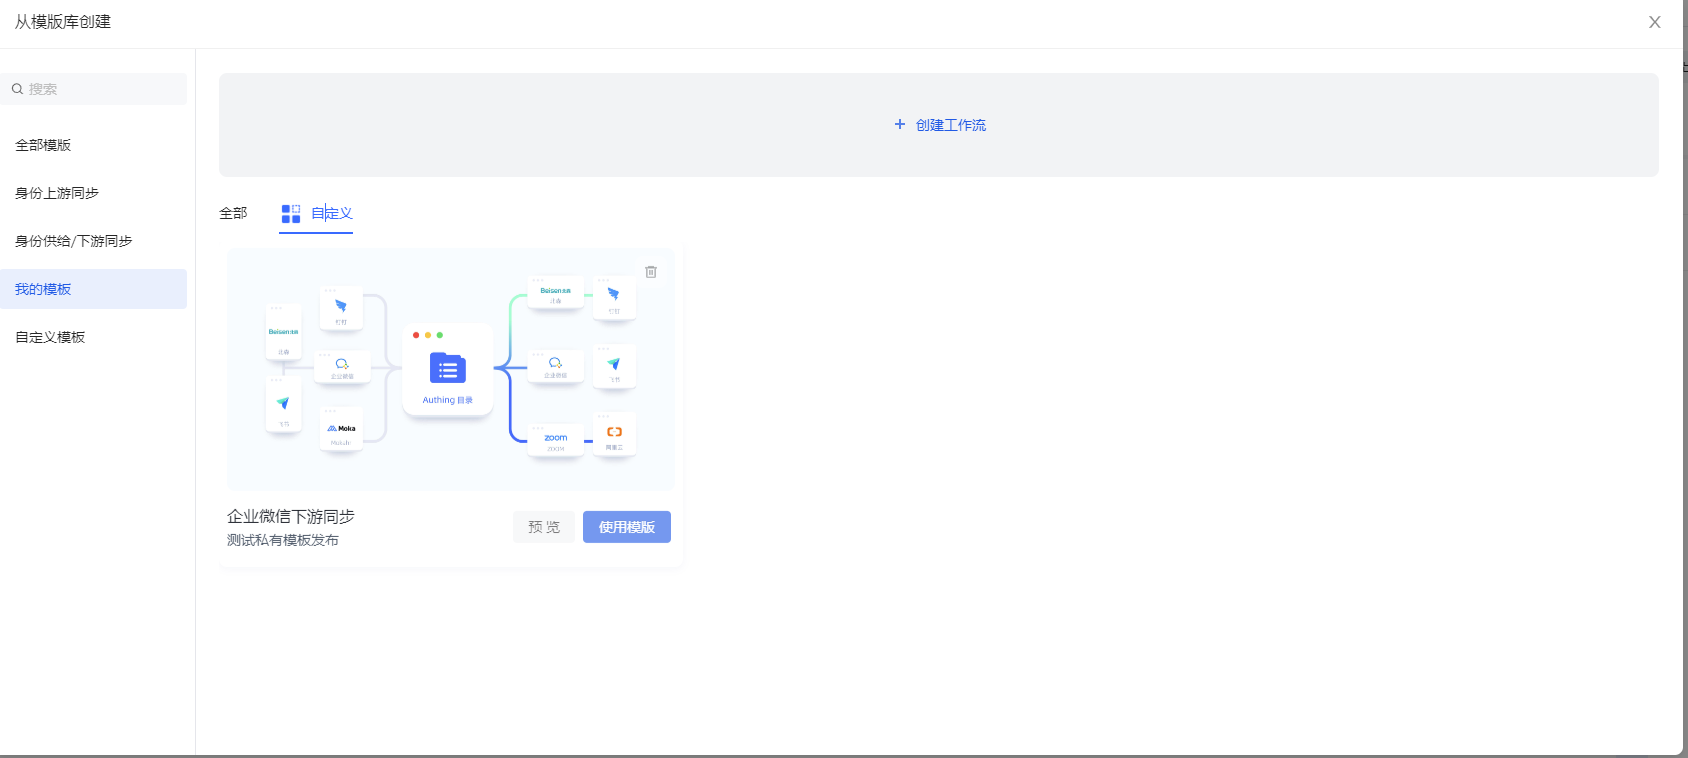 从模版库创建
搜索
全部模版
身份上游同步
身份供给/下游同步
我的模板
自定义模板
+ 创建工作流
全部
自定义
Beisen北森
北森
飞书
钉钉
企业微信
Moka
Mokahr
Authing 目录
Beisen北森
北森
钉钉
企业微信
飞书
zoom
ZOOM
阿里云
企业微信下游同步
测试私有模板发布
预 览
使用模版